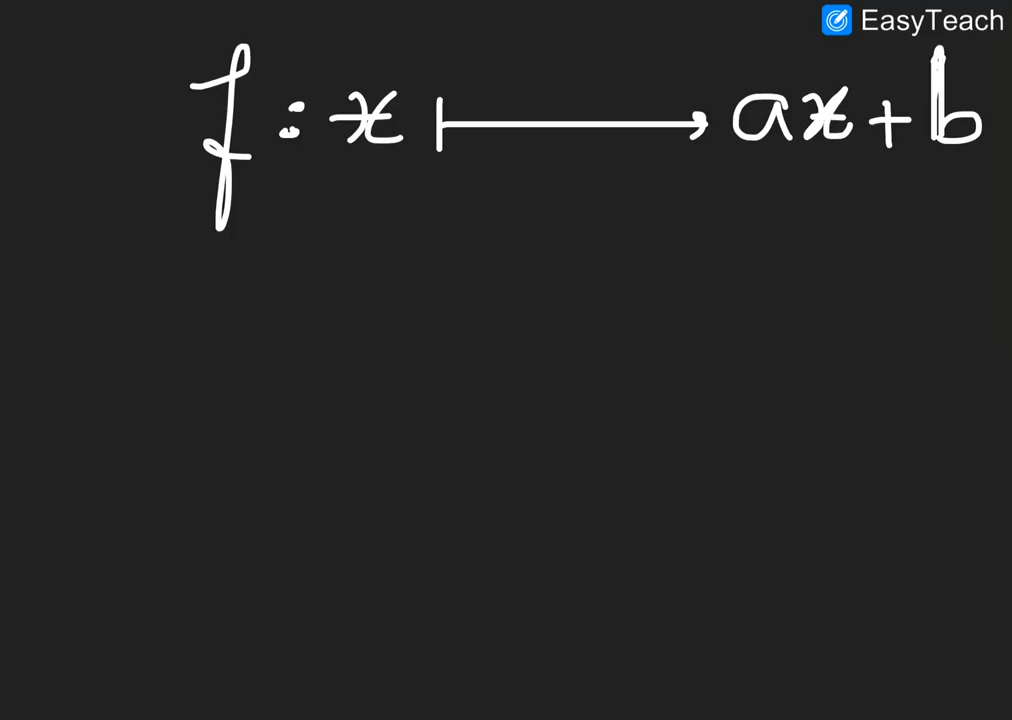 EasyTeach
f : x ↦ ax + b